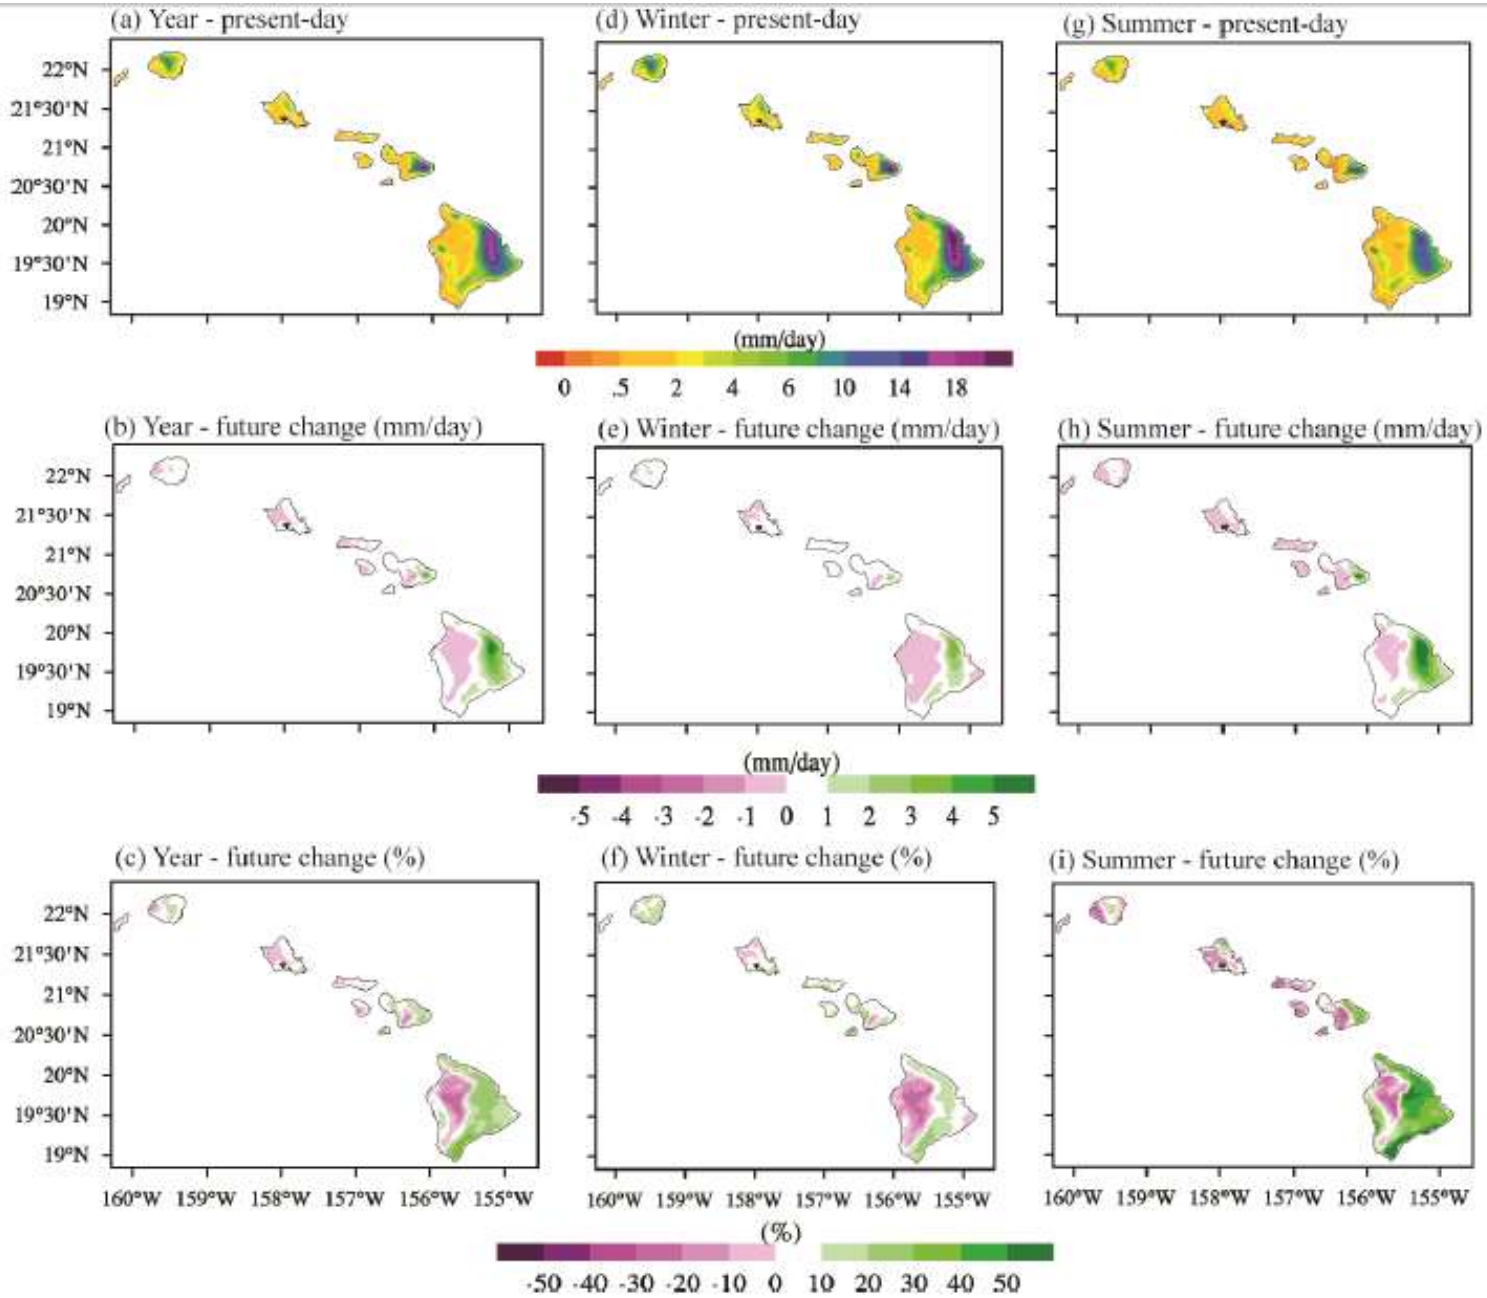 (a) Year - present-day
(d) Winter - present-day
(g) Summer - present-day
22°N
21°30'N
21°N
20°30'N
20°N
19°30'N
19°N
(mm/day)
0 .5 2 4 6 10 14 18
(b) Year - future change (mm/day)
(e) Winter - future change (mm/day)
(h) Summer - future change (mm/day)
22°N
21°30'N
21°N
20°30'N
20°N
19°30'N
19°N
(mm/day)
-5 -4 -3 -2 -1 0 1 2 3 4 5
(c) Year - future change (%)
(f) Winter - future change (%)
(i) Summer - future change (%)
22°N
21°30'N
21°N
20°30'N
20°N
19°30'N
19°N
160°W 159°W 158°W 157°W 156°W 155°W
160°W 159°W 158°W 157°W 156°W 155°W
160°W 159°W 158°W 157°W 156°W 155°W
(%)
-50 -40 -30 -20 -10 0 10 20 30 40 50